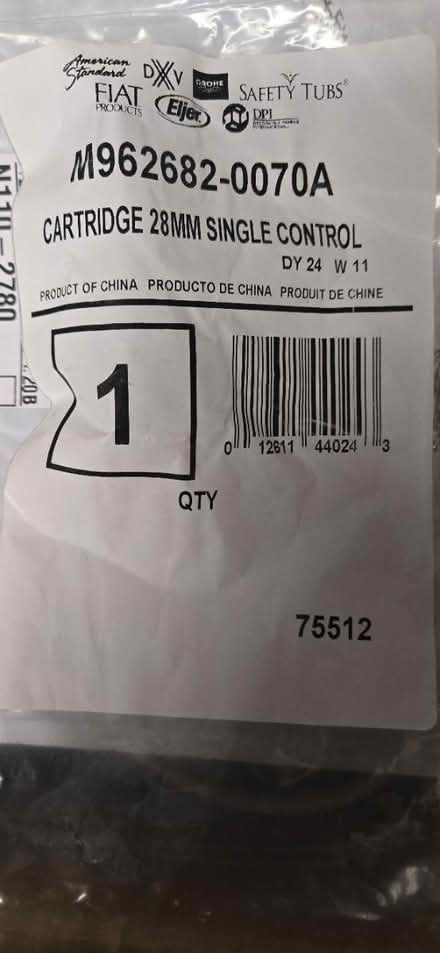 American Standard
DXV
GROHE
SAFETY TUBS®
FIAT PRODUCTS
Eljer
DPI
M962682-0070A
CARTRIDGE 28MM SINGLE CONTROL
DY 24 W 11
PRODUCT OF CHINA PRODUCTO DE CHINA PRODUIT DE CHINE
1
0 12611 44024 3
QTY
75512